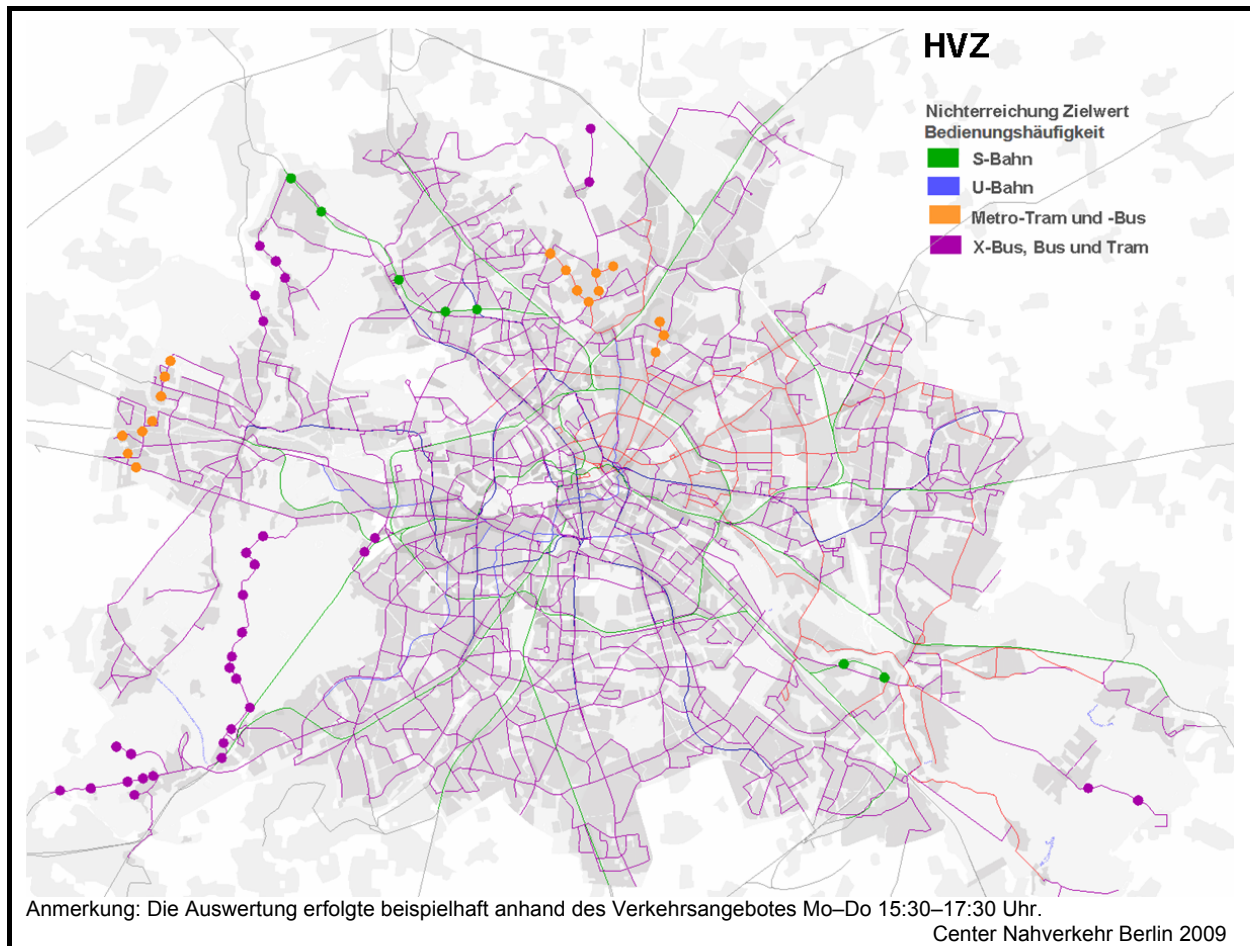 HVZ
Nichterreichung Zielwert
Bedienungshäufigkeit
S-Bahn
U-Bahn
Metro-Tram und -Bus
X-Bus, Bus und Tram
Anmerkung: Die Auswertung erfolgte beispielhaft anhand des Verkehrsangebotes Mo–Do 15:30–17:30 Uhr.
Center Nahverkehr Berlin 2009